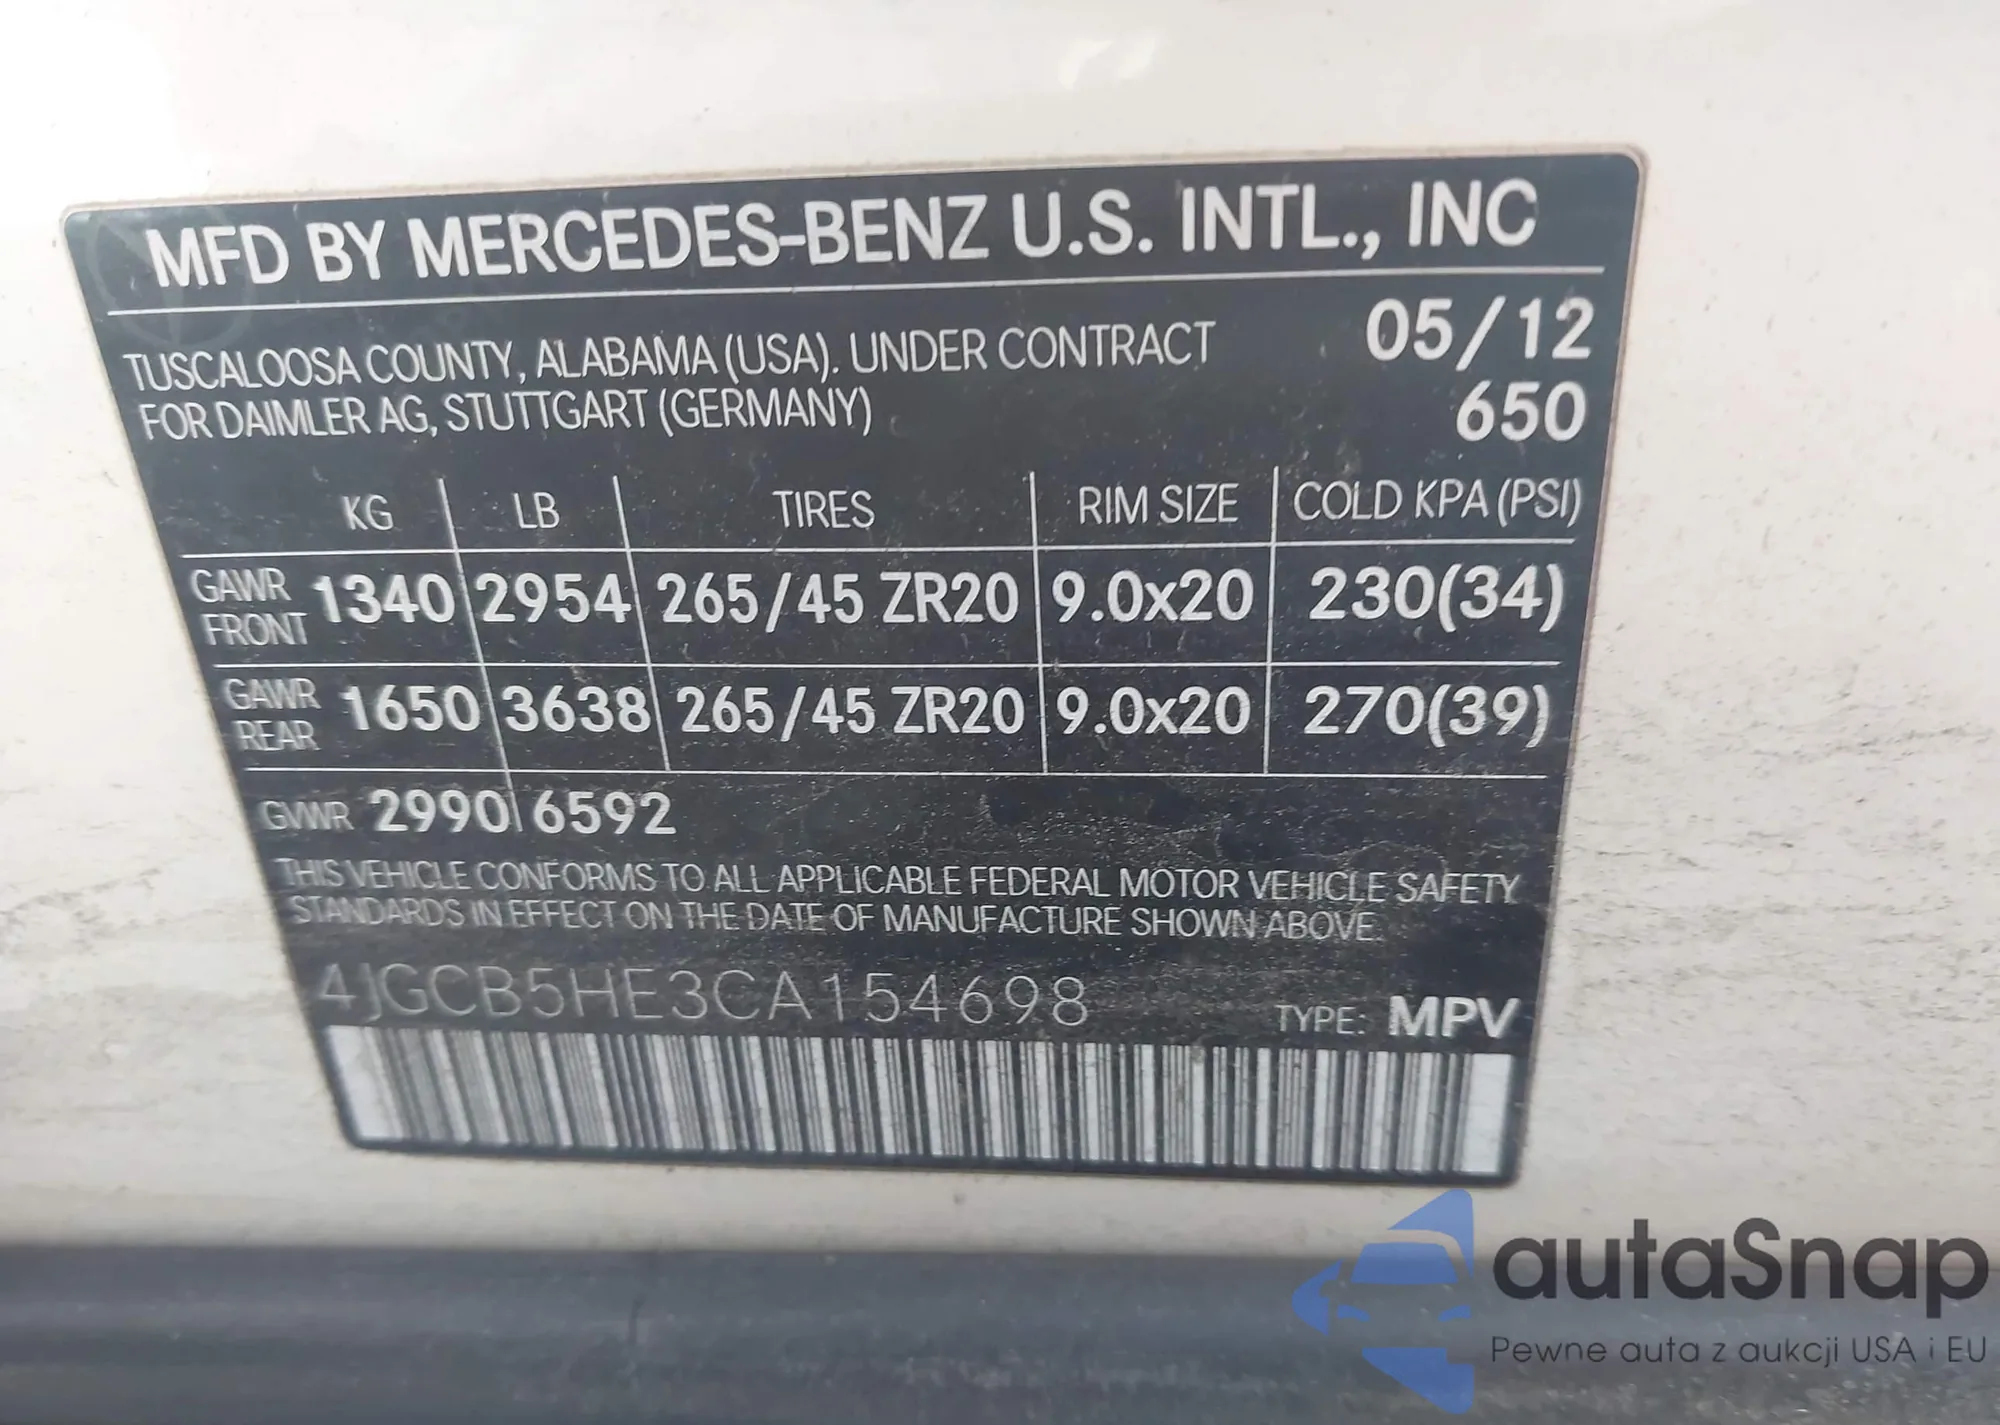 MFD BY MERCEDES-BENZ U.S. INTL., INC
TUSCALOOSA COUNTY, ALABAMA (USA). UNDER CONTRACT 05/12
FOR DAIMLER AG, STUTTGART (GERMANY) 650
KG LB TIRES RIM SIZE COLD KPA (PSI)
GAWR FRONT 1340 2954 265/45 ZR20 9.0x20 230(34)
GAWR REAR 1650 3638 265/45 ZR20 9.0x20 270(39)
GVWR 2990 6592
THIS VEHICLE CONFORMS TO ALL APPLICABLE FEDERAL MOTOR VEHICLE SAFETY
STANDARDS IN EFFECT ON THE DATE OF MANUFACTURE SHOWN ABOVE.
4JGCB5HE3CA154698 TYPE: MPV
autaSnap
Pewne auta z aukcji USA i EU